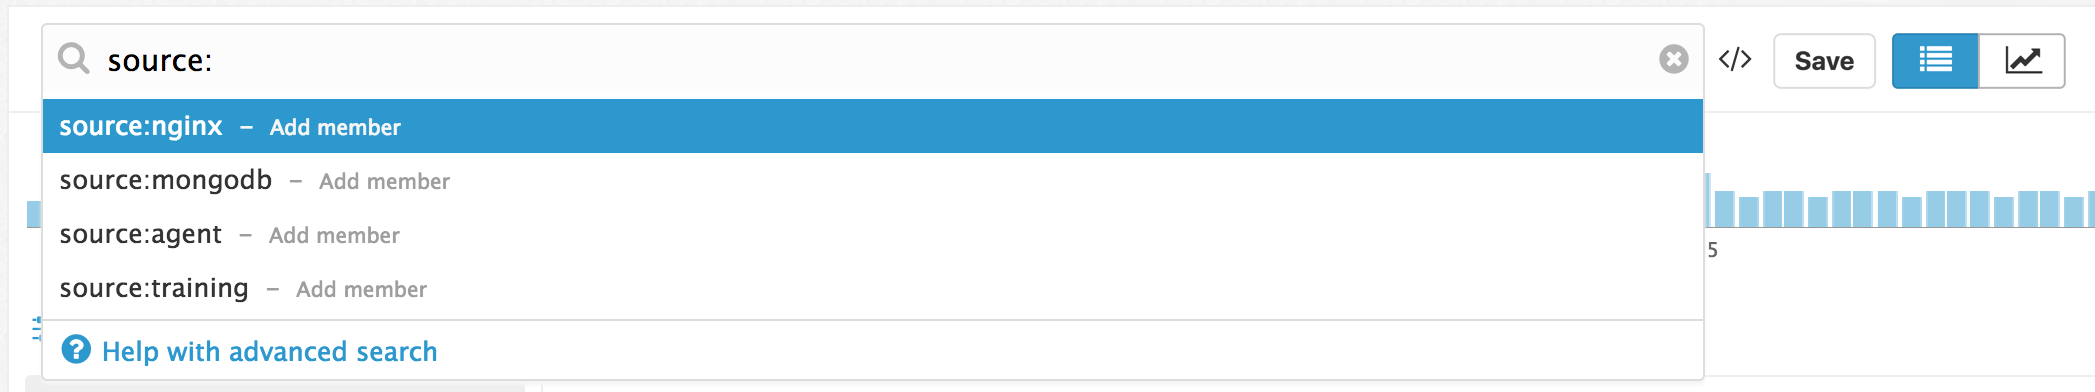 source: </> Save
source:nginx – Add member
source:mongodb – Add member
source:agent – Add member
source:training – Add member
5
? Help with advanced search